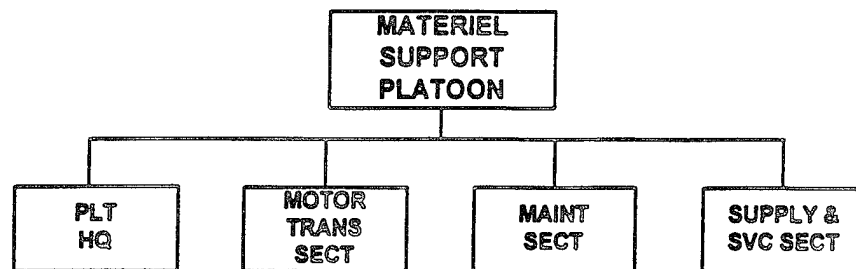 MATERIEL
SUPPORT
PLATOON
PLT
HQ
MOTOR
TRANS
SECT
MAINT
SECT
SUPPLY &
SVC SECT